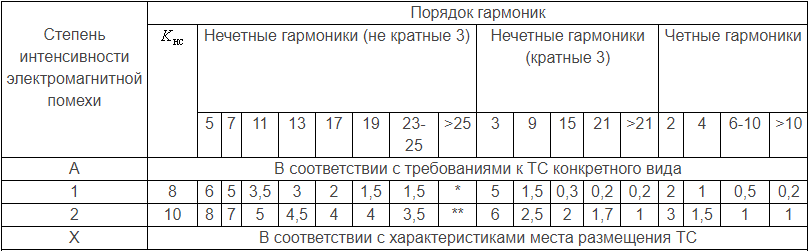 Порядок гармоник
Степень интенсивности электромагнитной помехи
Kнс
Нечетные гармоники (не кратные 3)
Нечетные гармоники (кратные 3)
Четные гармоники
5 7 11 13 17 19 23-25 >25 3 9 15 21 >21 2 4 6-10 >10
А В соответствии с требованиями к ТС конкретного вида
1 8 6 5 3,5 3 2 1,5 1,5 * 5 1,5 0,3 0,2 0,2 2 1 0,5 0,2
2 10 8 7 5 4,5 4 4 3,5 ** 6 2,5 2 1,7 1 3 1,5 1 1
Х В соответствии с характеристиками места размещения ТС